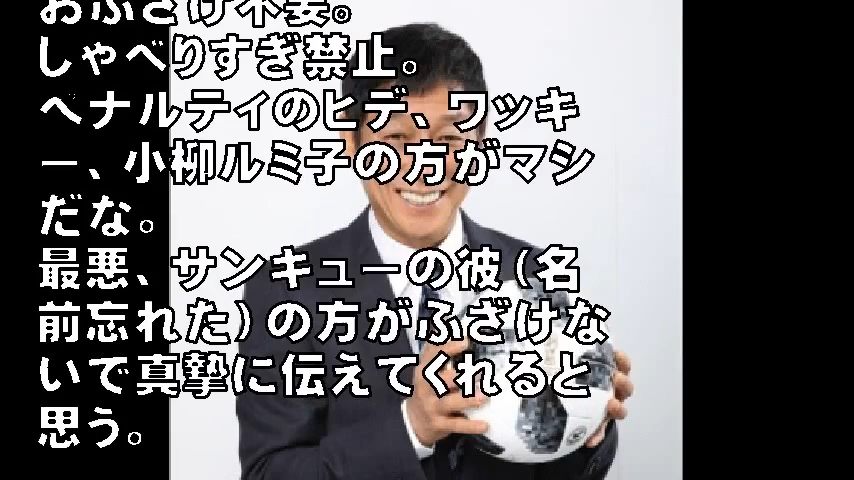 おふざけ不要。
しゃべりすぎ禁止。
ペナルティのヒデ、ワッキ
ー、小柳ルミ子の方がマシ
だな。
最悪、サンキューの彼(名
前忘れた)の方がふざけな
いで真摯に伝えてくれると
思う。